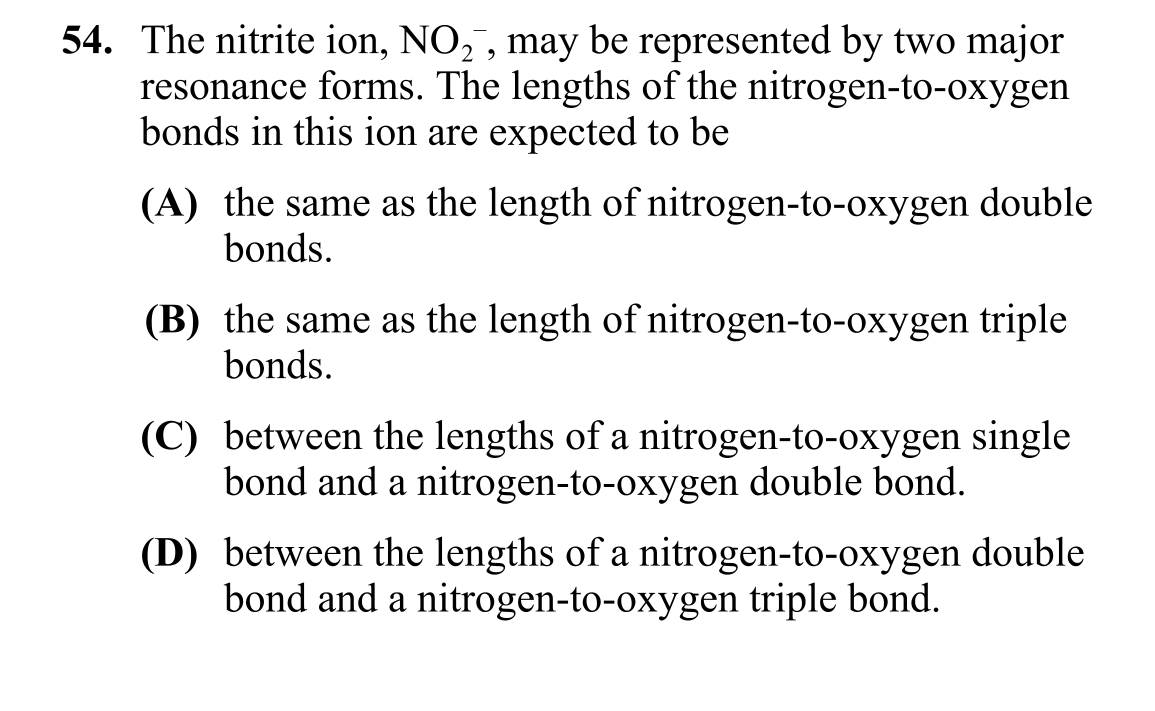 54. The nitrite ion, NO₂⁻, may be represented by two major
resonance forms. The lengths of the nitrogen-to-oxygen
bonds in this ion are expected to be
(A) the same as the length of nitrogen-to-oxygen double
bonds.
(B) the same as the length of nitrogen-to-oxygen triple
bonds.
(C) between the lengths of a nitrogen-to-oxygen single
bond and a nitrogen-to-oxygen double bond.
(D) between the lengths of a nitrogen-to-oxygen double
bond and a nitrogen-to-oxygen triple bond.